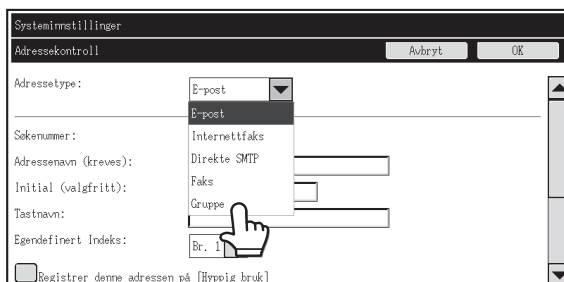 Systeminnstillinger
Adressekontroll
Avbryt
OK
Adressetype:
E-post
E-post
Internettfaks
Direkte SMTP
Faks
Gruppe
Søkenummer:
Adressenavn (kreves):
Initial (valgfritt):
Tastnavn:
Egendefinert Indeks:
Br. 1
Registrer denne adressen på [Hyppig bruk]